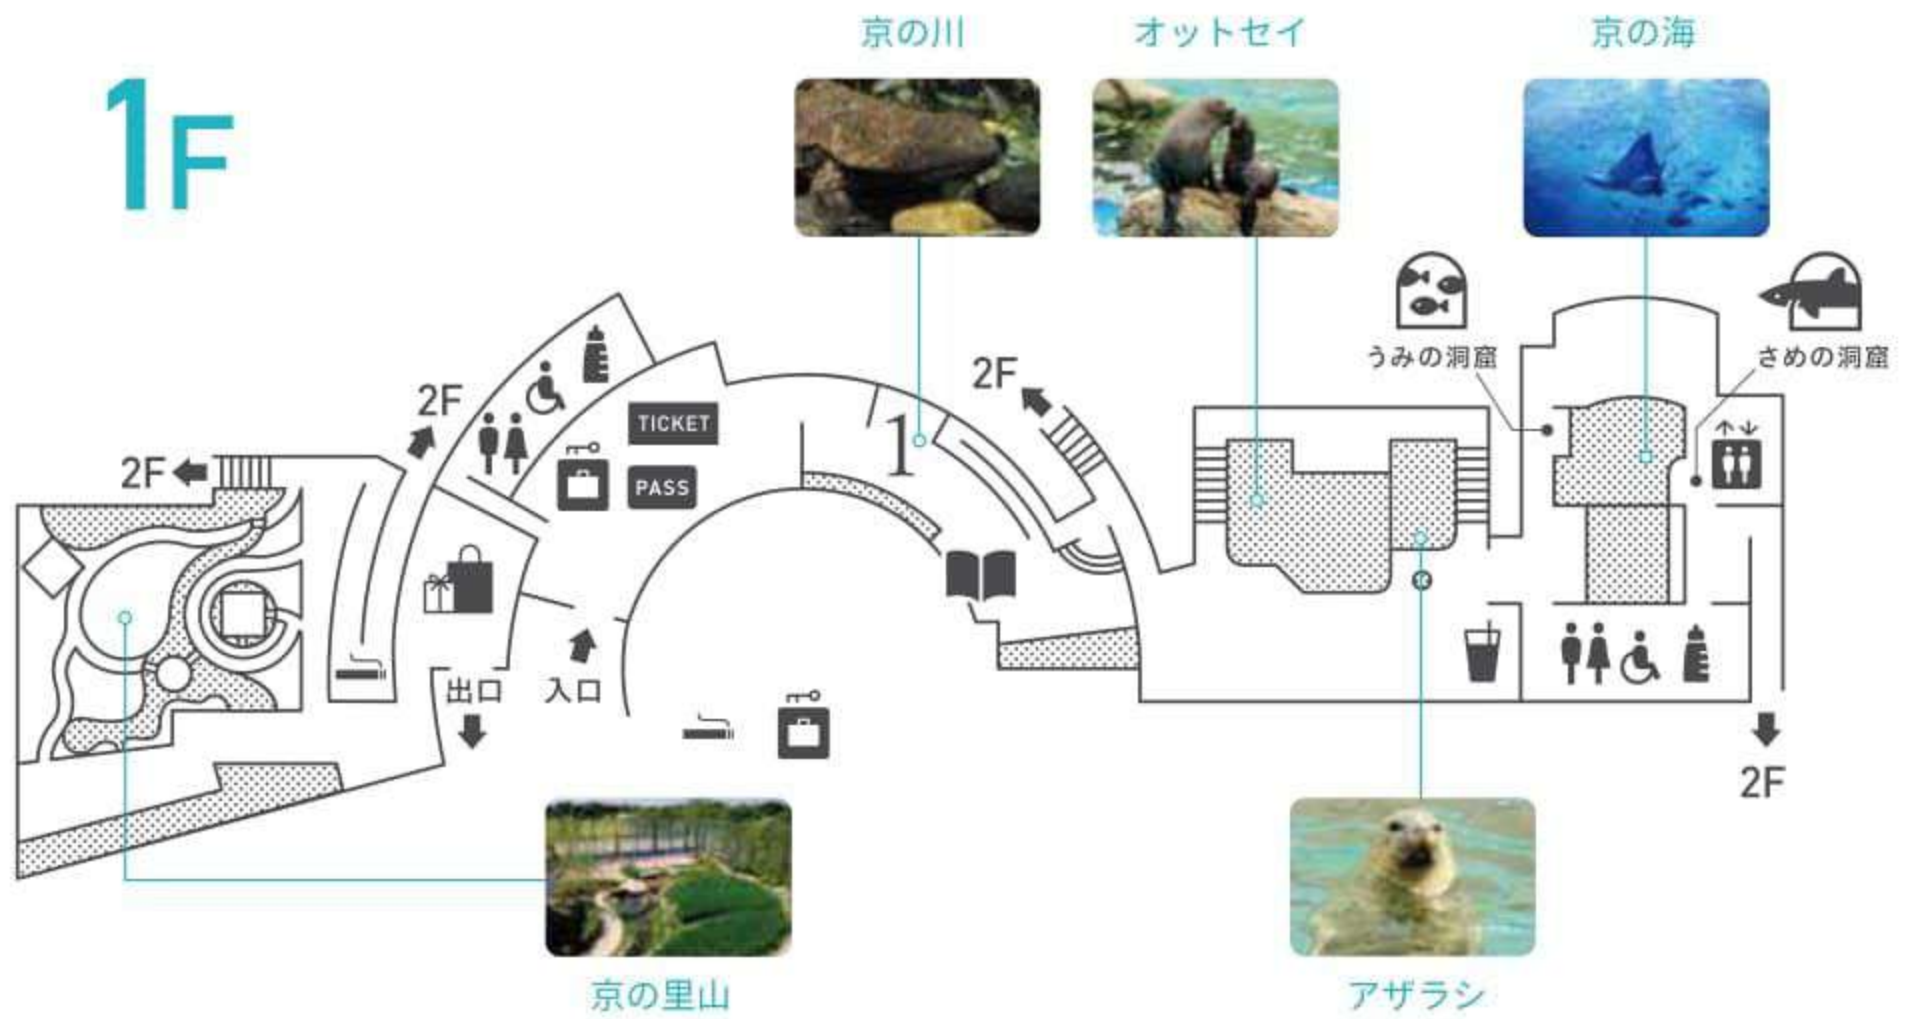 京の川
オットセイ
京の海
1F
うみの洞窟
さめの洞窟
2F
2F
2F
TICKET
PASS
1
出口
入口
2F
京の里山
アザラシ